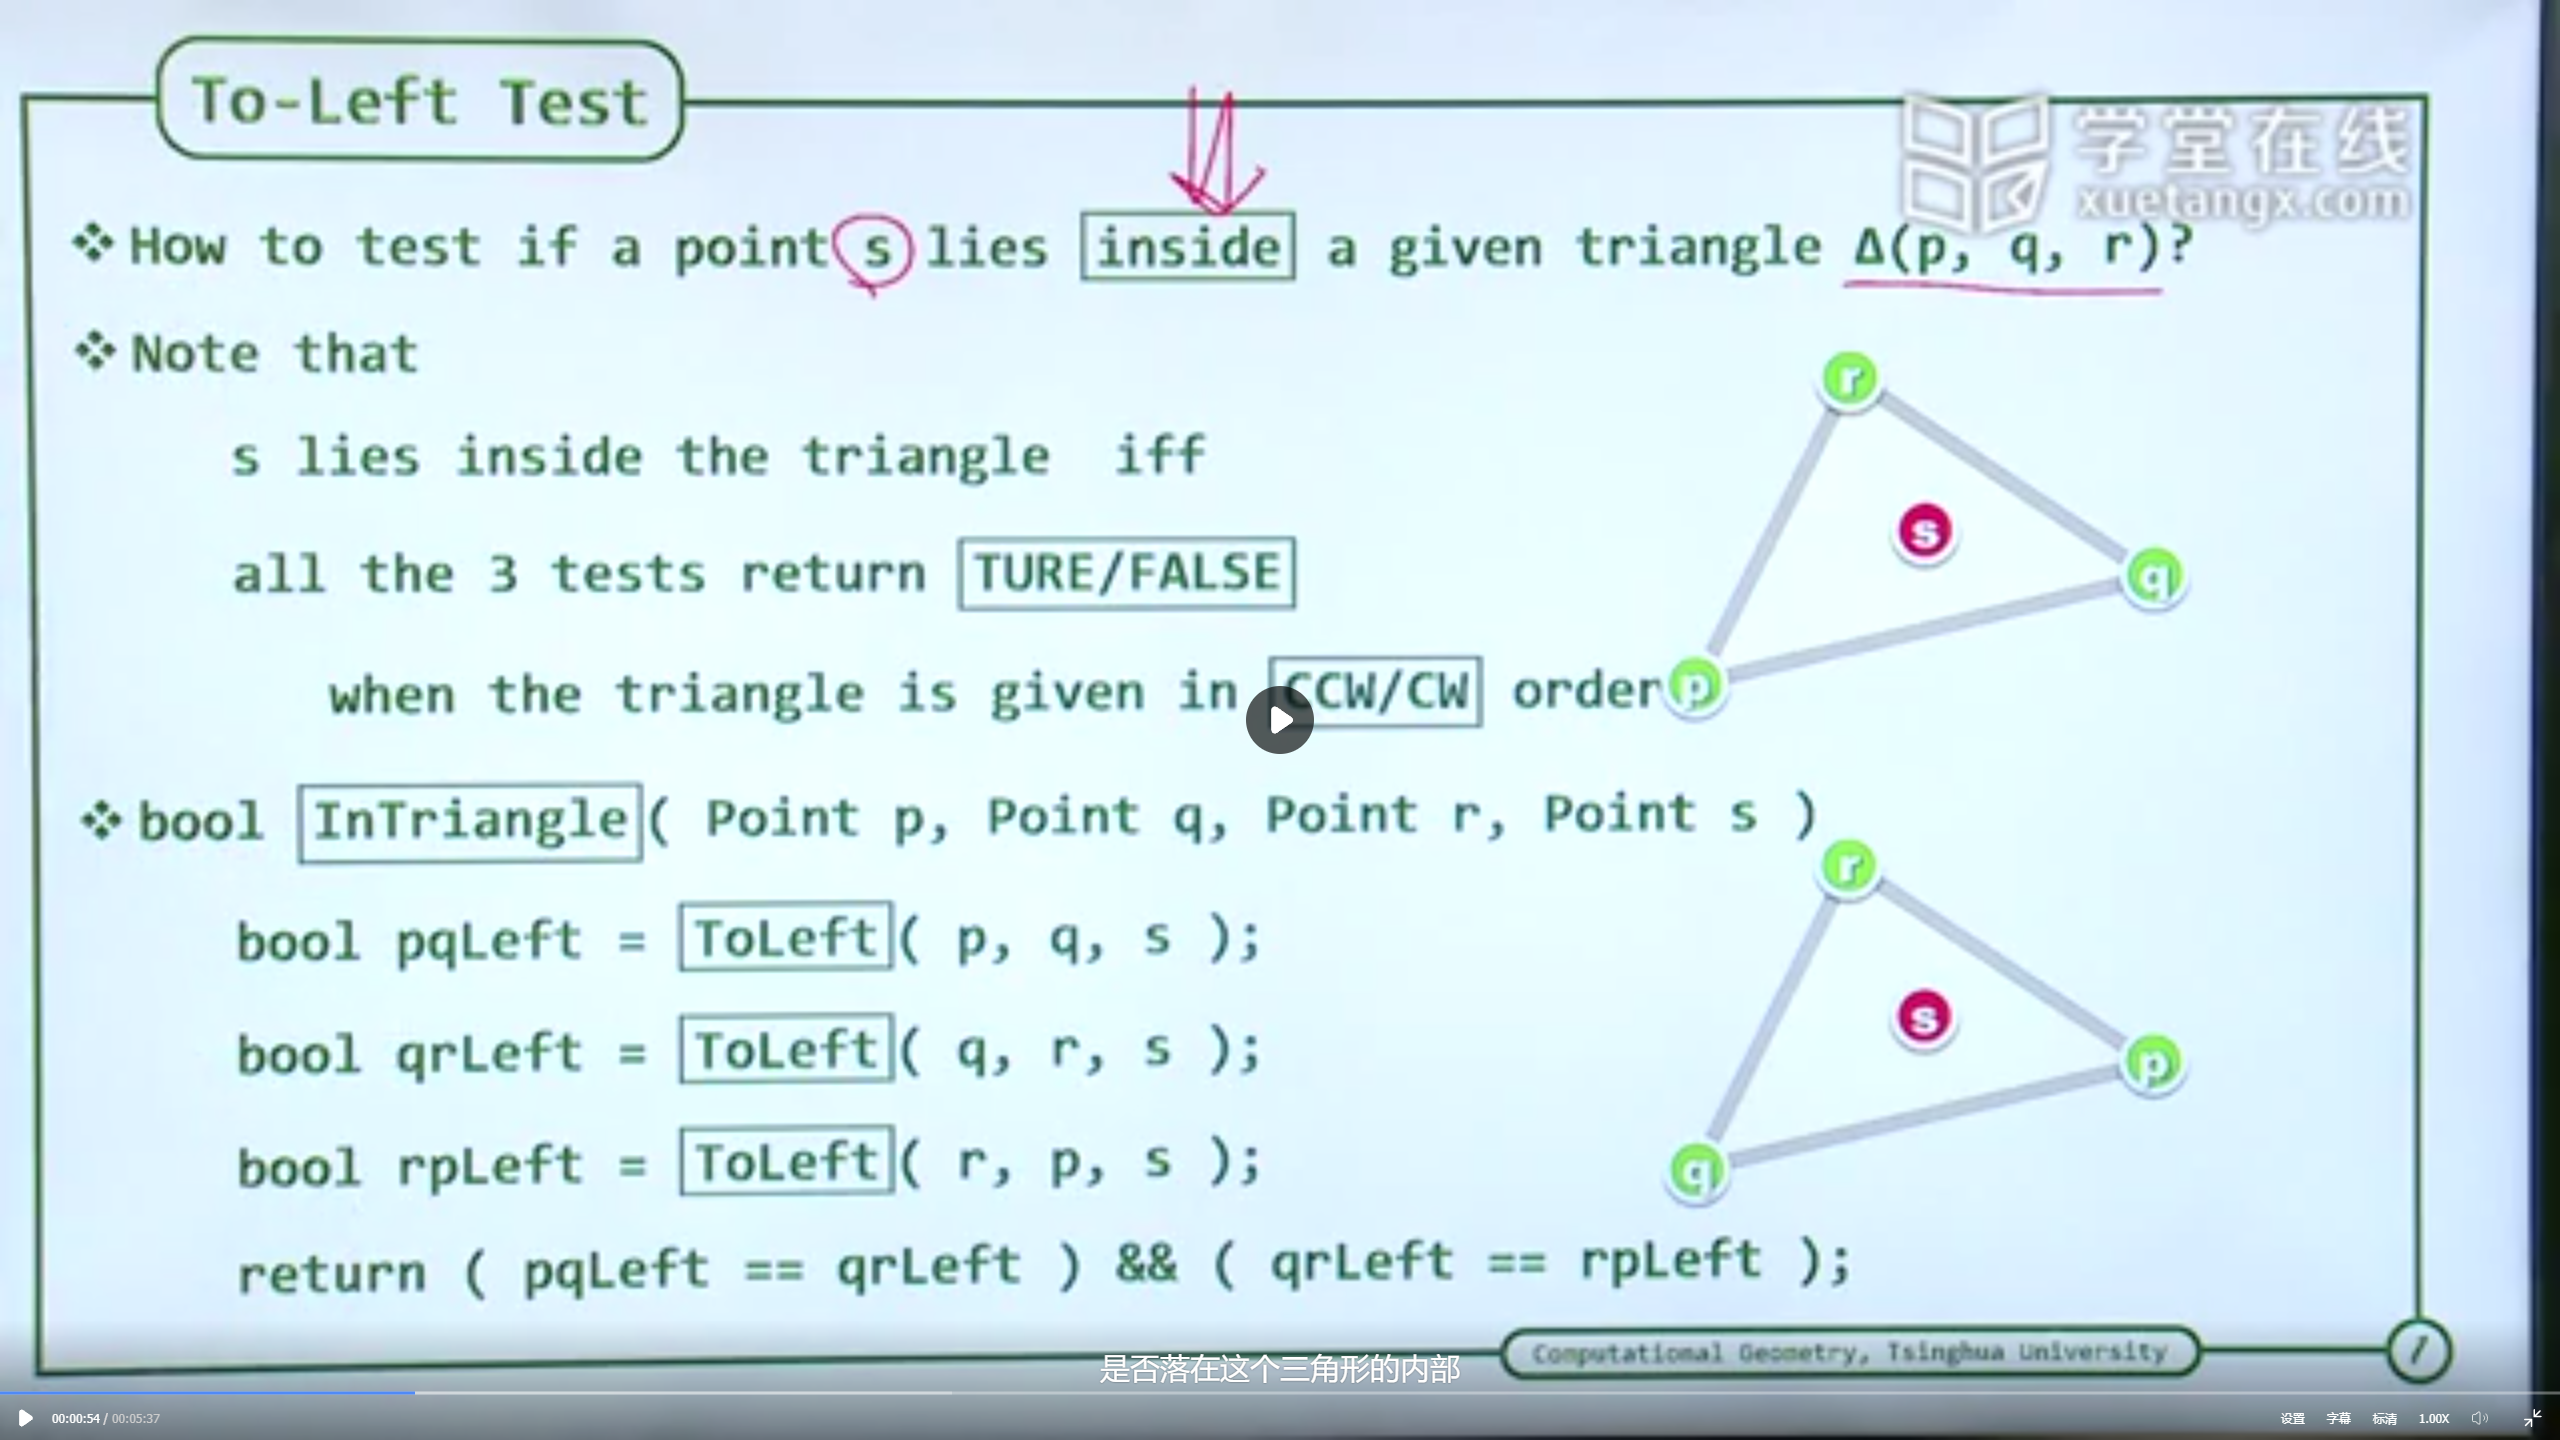 To-Left Test
学堂在线
xuetangx.com
How to test if a point s lies inside a given triangle Δ(p, q, r)?
Note that
s lies inside the triangle iff
all the 3 tests return TURE/FALSE
when the triangle is given in CCW/CW order
r
s
q
p
bool InTriangle( Point p, Point q, Point r, Point s )
bool pqLeft = ToLeft( p, q, s );
bool qrLeft = ToLeft( q, r, s );
bool rpLeft = ToLeft( r, p, s );
return ( pqLeft == qrLeft ) && ( qrLeft == rpLeft );
r
s
p
q
Computational Geometry, Tsinghua University
是否落在这个三角形的内部
00:00:54 / 00:05:37
设置 字幕 标清 1.00X